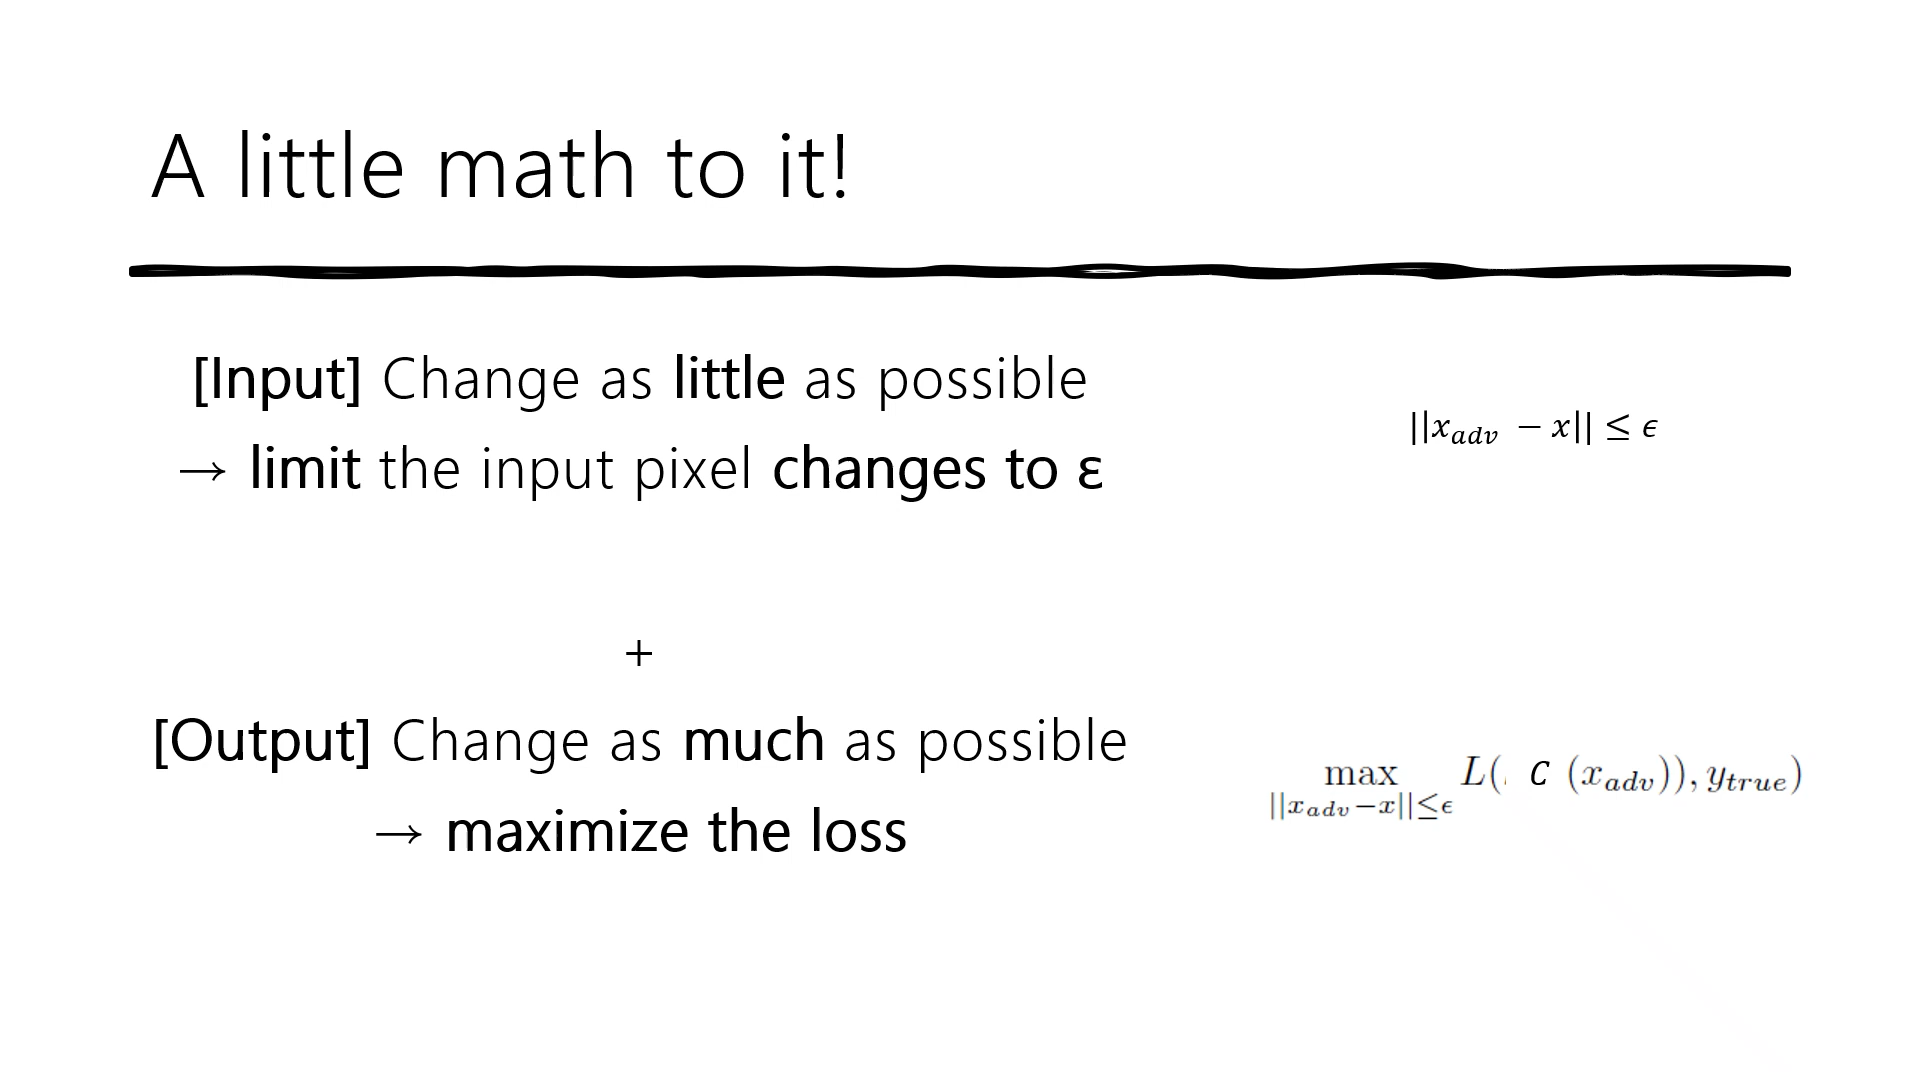 A little math to it!
[Input] Change as little as possible
→ limit the input pixel changes to ε
||x_adv − x|| ≤ ϵ
+
[Output] Change as much as possible
→ maximize the loss
max L( C (x_adv)), y_true)
||x_adv−x||≤ϵ